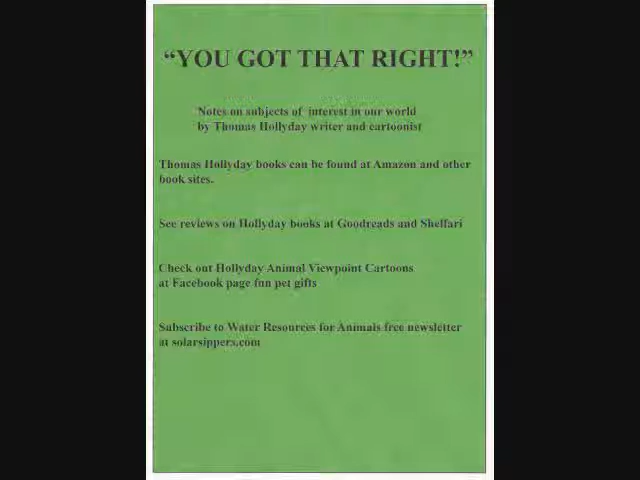 “YOU GOT THAT RIGHT!”
Notes on subjects of interest in our world
by Thomas Hollyday writer and cartoonist
Thomas Hollyday books can be found at Amazon and other
book sites.
See reviews on Hollyday books at Goodreads and Shelfari
Check out Hollyday Animal Viewpoint Cartoons
at Facebook page fun pet gifts
Subscribe to Water Resources for Animals free newsletter
at solarsippers.com